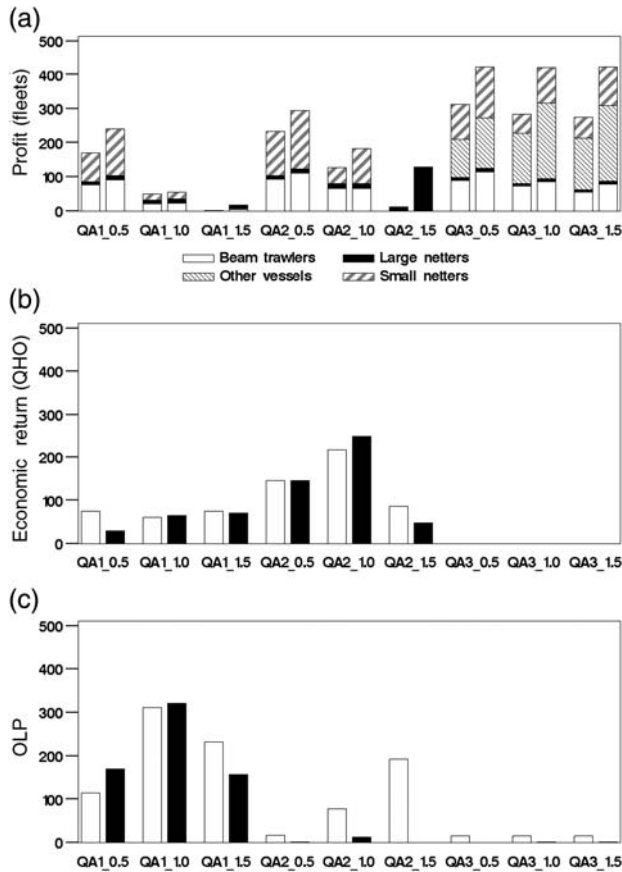 (a)
Profit (fleets)
500
400
300
200
100
0
QA1_0.5 QA1_1.0 QA1_1.5 QA2_0.5 QA2_1.0 QA2_1.5 QA3_0.5 QA3_1.0 QA3_1.5
Beam trawlers Large netters
Other vessels Small netters
(b)
Economic return (QHO)
500
400
300
200
100
0
QA1_0.5 QA1_1.0 QA1_1.5 QA2_0.5 QA2_1.0 QA2_1.5 QA3_0.5 QA3_1.0 QA3_1.5
(c)
OLP
500
400
300
200
100
0
QA1_0.5 QA1_1.0 QA1_1.5 QA2_0.5 QA2_1.0 QA2_1.5 QA3_0.5 QA3_1.0 QA3_1.5